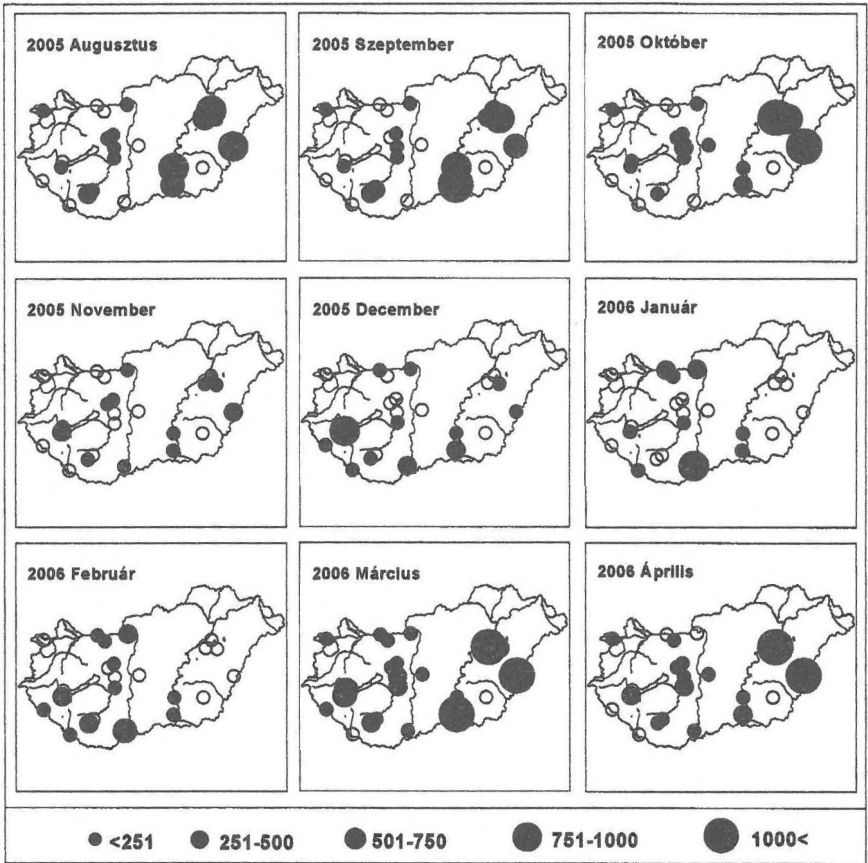 2005 Augusztus
2005 Szeptember
2005 Október
2005 November
2005 December
2006 Január
2006 Február
2006 Március
2006 Április
<251
251-500
501-750
751-1000
1000<